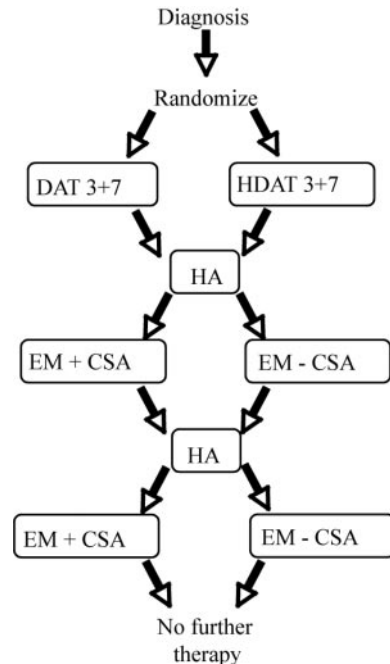 Diagnosis
Randomize
DAT 3+7
HDAT 3+7
HA
EM + CSA
EM - CSA
HA
EM + CSA
EM - CSA
No further
therapy